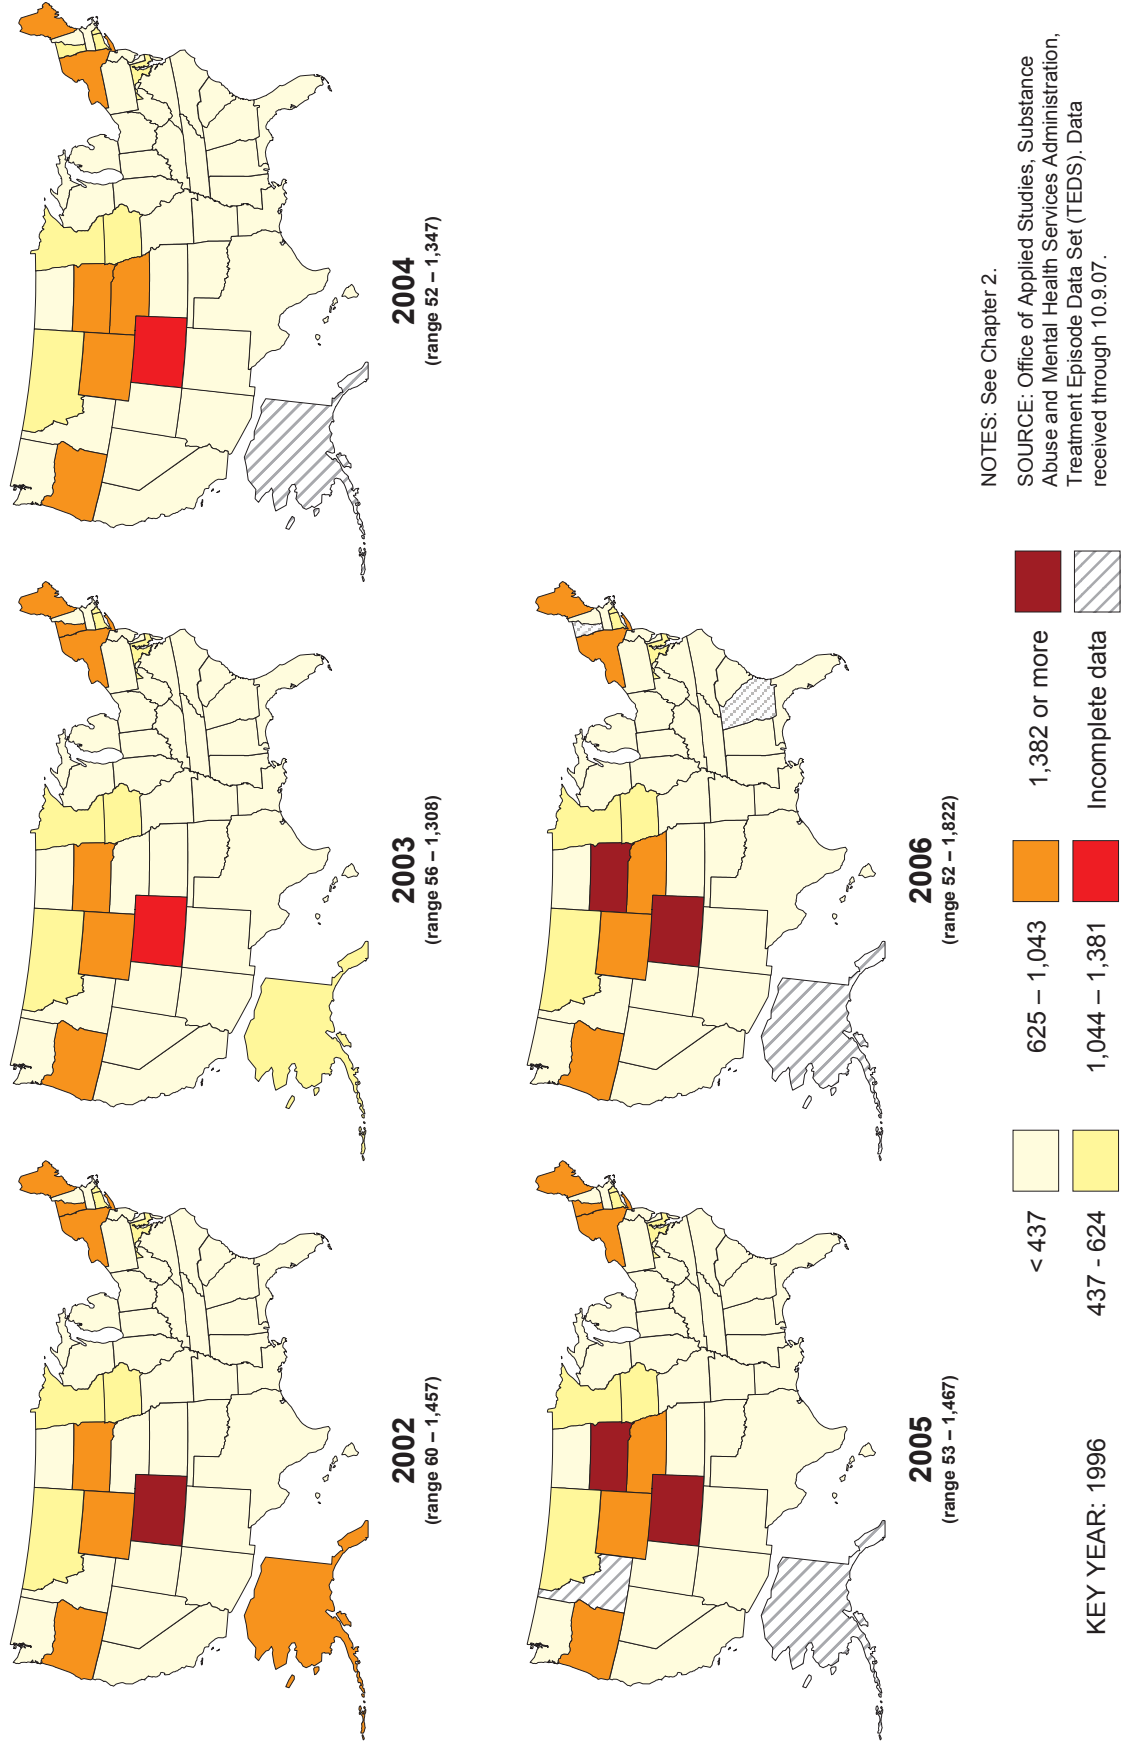 2002
(range 60 – 1,457)
2003
(range 56 – 1,308)
2004
(range 52 – 1,347)
2005
(range 53 – 1,467)
2006
(range 52 – 1,822)
KEY YEAR: 1996
< 437
437 - 624
625 – 1,043
1,044 – 1,381
1,382 or more
Incomplete data
NOTES: See Chapter 2.
SOURCE: Office of Applied Studies, Substance
Abuse and Mental Health Services Administration,
Treatment Episode Data Set (TEDS). Data
received through 10.9.07.